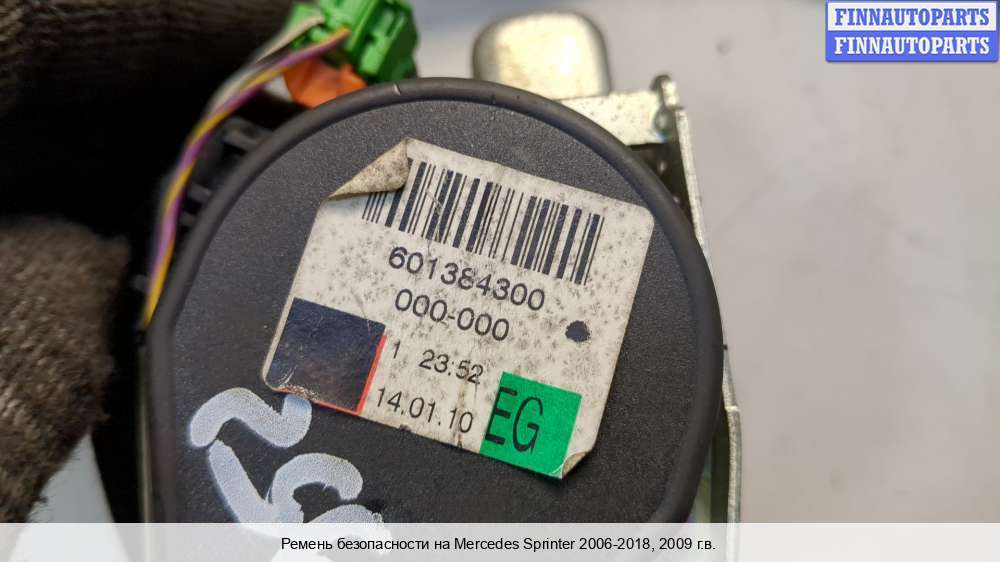 FINNAUTOPARTS
FINNAUTOPARTS
601384300
000-000
1 23:52
14.01.10
EG
Ремень безопасности на Mercedes Sprinter 2006-2018, 2009 г.в.